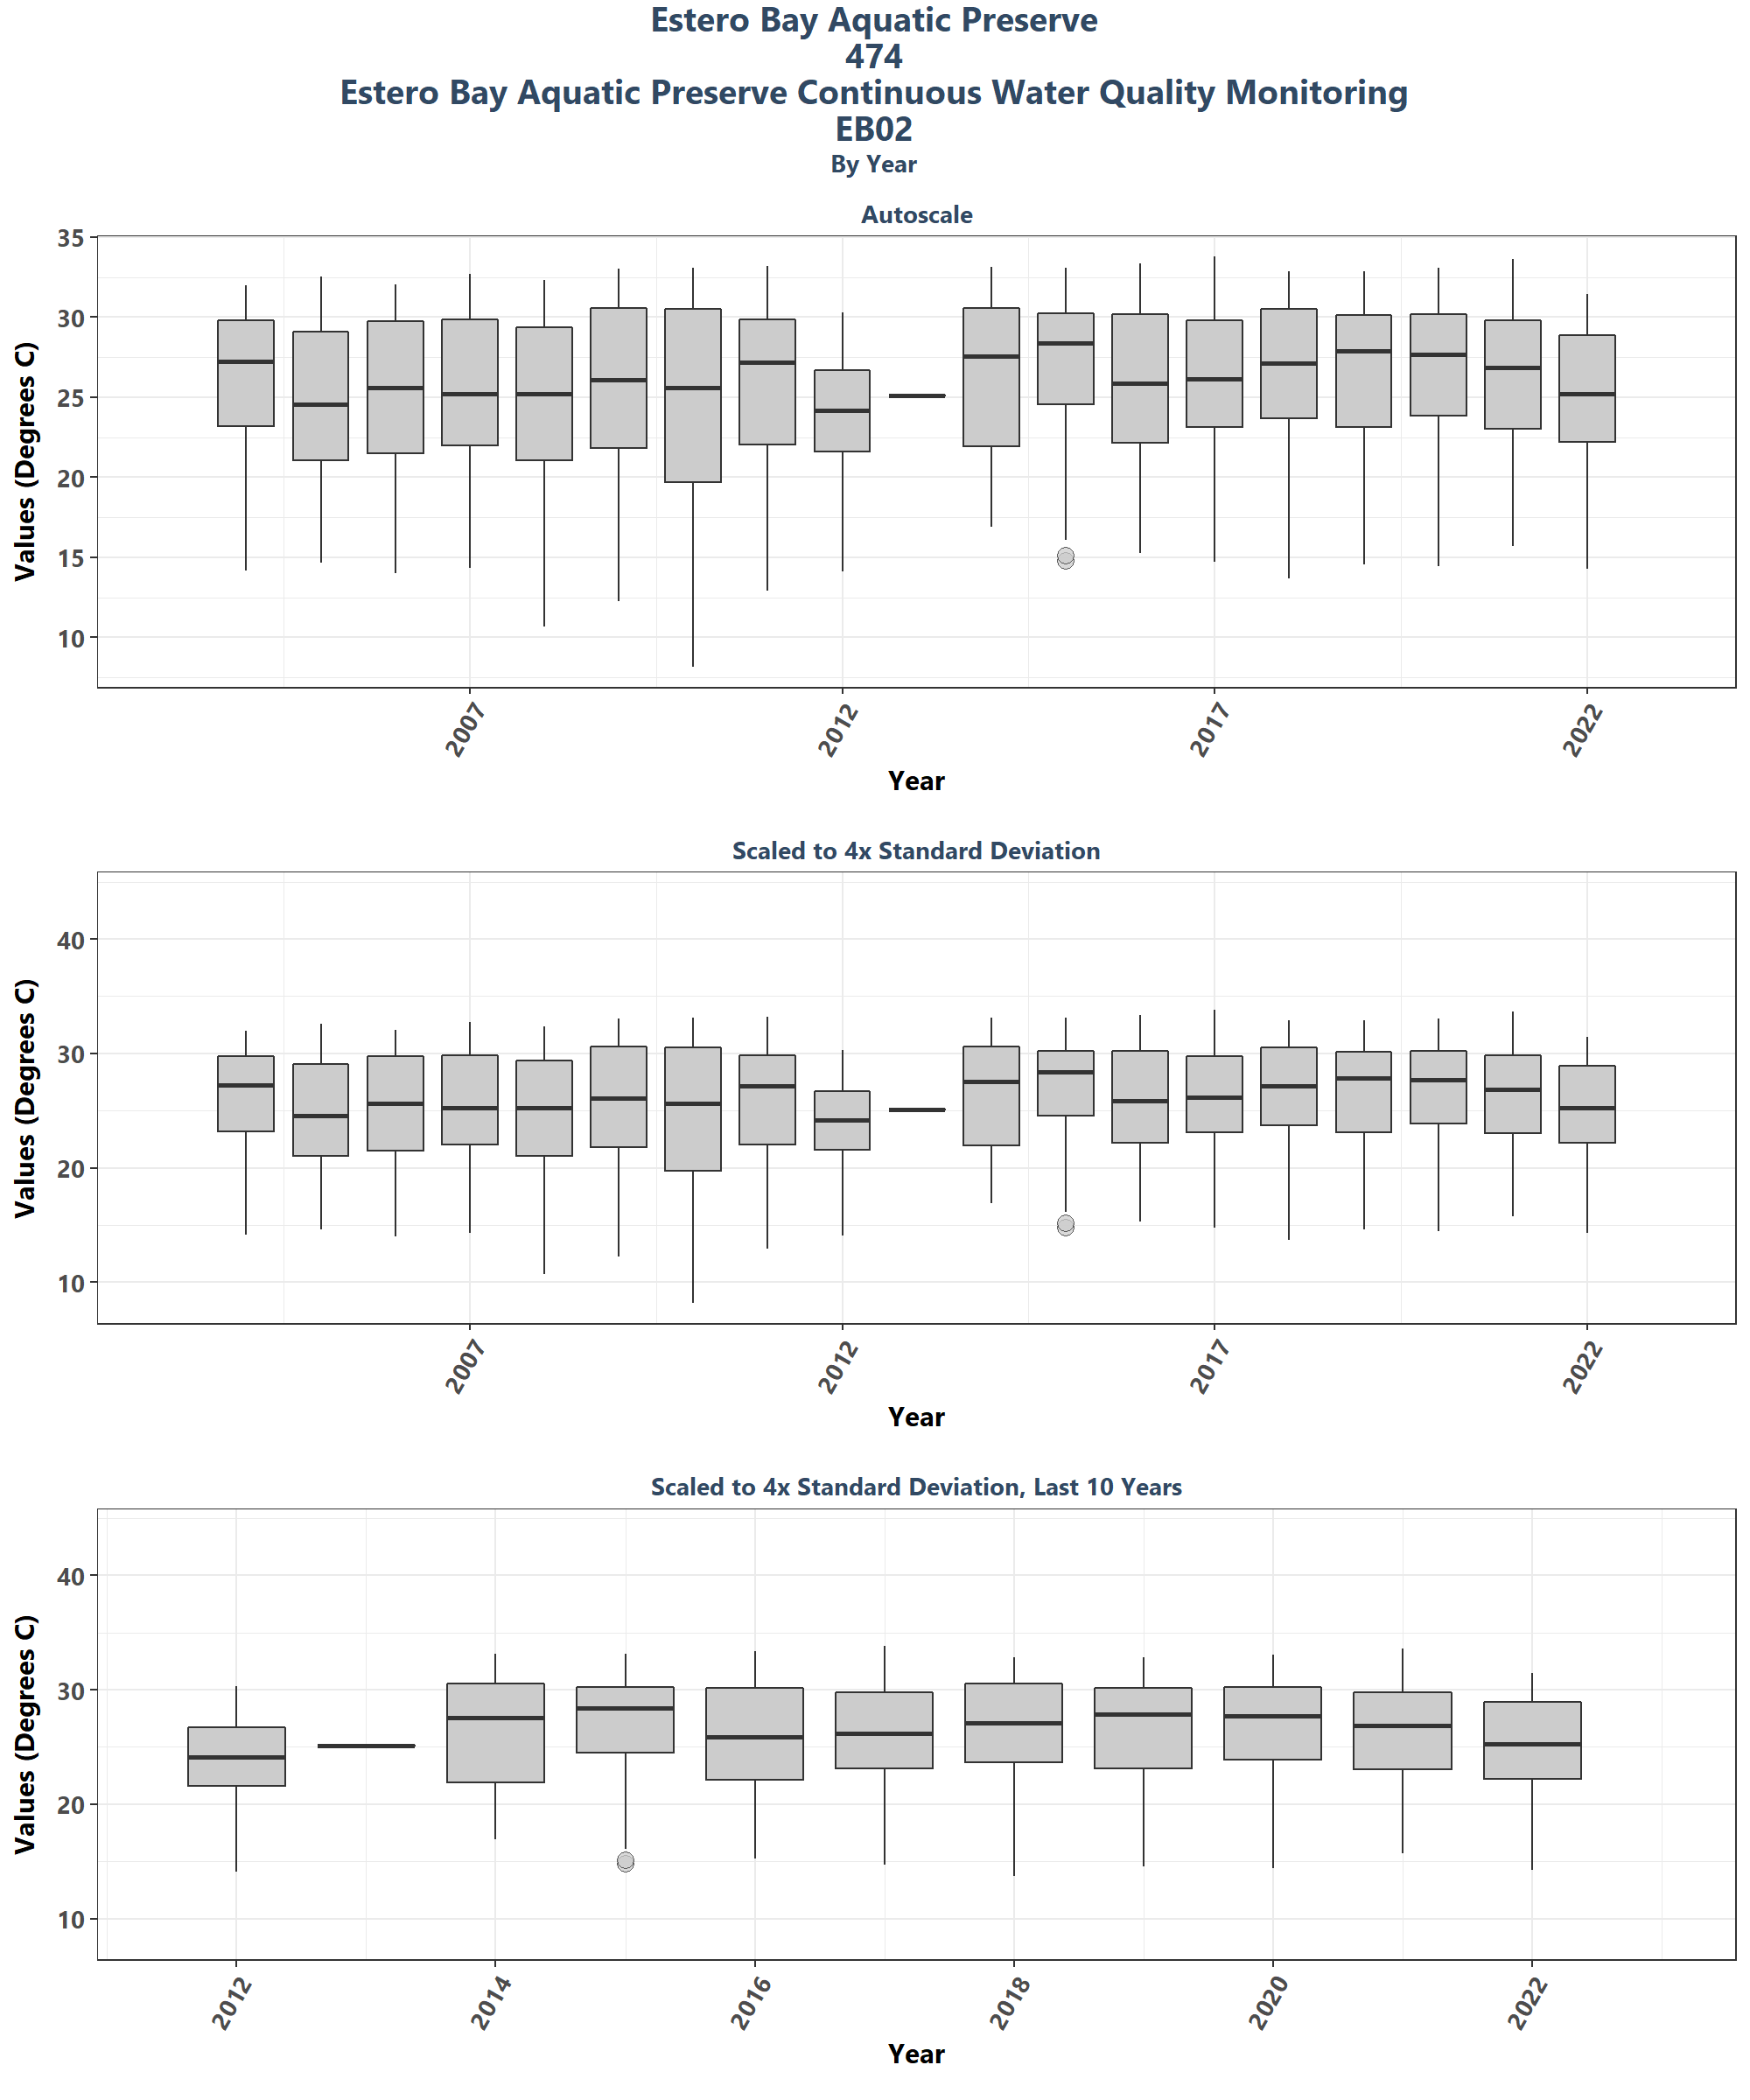 Estero Bay Aquatic Preserve
474
Estero Bay Aquatic Preserve Continuous Water Quality Monitoring
EB02
By Year
Autoscale
Values (Degrees C)
35
30
25
20
15
10
2007
2012
2017
2022
Year
Scaled to 4x Standard Deviation
Values (Degrees C)
40
30
20
10
2007
2012
2017
2022
Year
Scaled to 4x Standard Deviation, Last 10 Years
Values (Degrees C)
40
30
20
10
2012
2014
2016
2018
2020
2022
Year